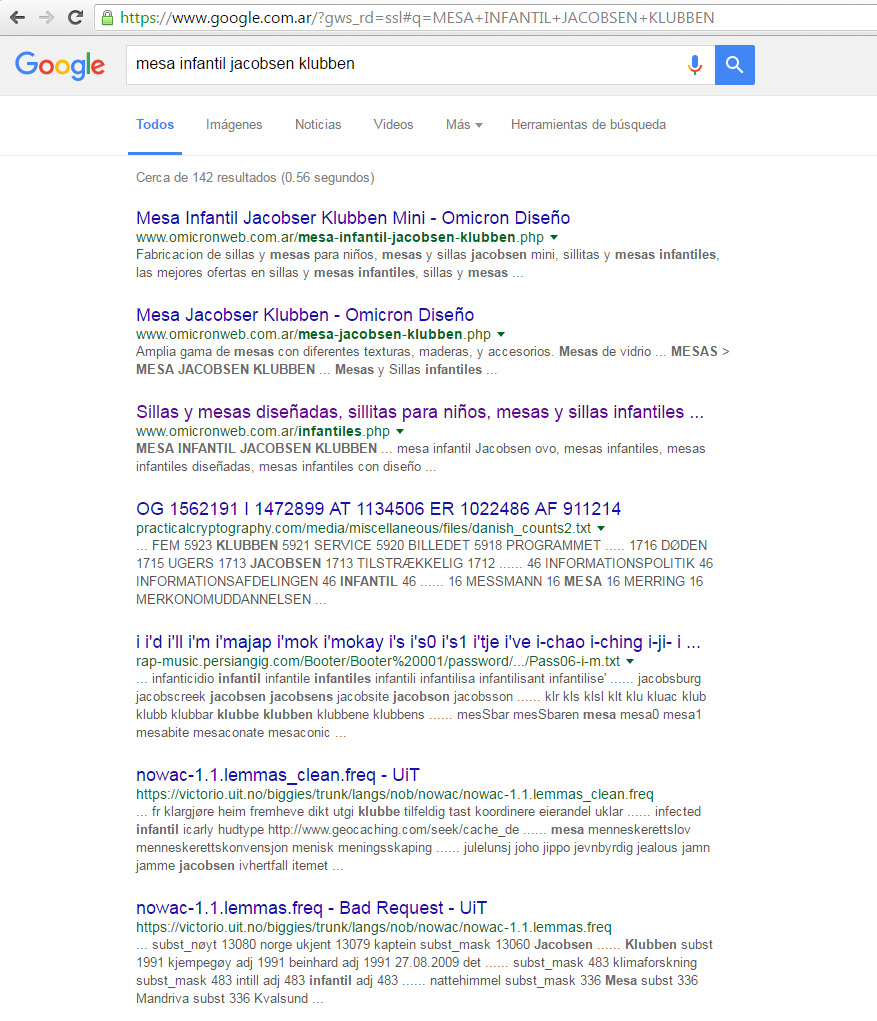 https://www.google.com.ar/?gws_rd=ssl#q=MESA+INFANTIL+JACOBSEN+KLUBBEN
Google
mesa infantil jacobsen klubben
Todos Imágenes Noticias Videos Más Herramientas de búsqueda
Cerca de 142 resultados (0.56 segundos)
Mesa Infantil Jacobser Klubben Mini - Omicron Diseño
www.omicronweb.com.ar/mesa-infantil-jacobsen-klubben.php
Fabricacion de sillas y mesas para niños, mesas y sillas jacobsen mini, sillitas y mesas infantiles,
las mejores ofertas en sillas y mesas infantiles, sillas y mesas ...
Mesa Jacobser Klubben - Omicron Diseño
www.omicronweb.com.ar/mesa-jacobsen-klubben.php
Amplia gama de mesas con diferentes texturas, maderas, y accesorios. Mesas de vidrio ... MESAS >
MESA JACOBSEN KLUBBEN ... Mesas y Sillas infantiles ...
Sillas y mesas diseñadas, sillitas para niños, mesas y sillas infantiles ...
www.omicronweb.com.ar/infantiles.php
MESA INFANTIL JACOBSEN KLUBBEN ... mesa infantil Jacobsen ovo, mesas infantiles, mesas
infantiles diseñadas, mesas infantiles con diseño ...
OG 1562191 I 1472899 AT 1134506 ER 1022486 AF 911214
practicalcryptography.com/media/miscellaneous/files/danish_counts2.txt
... FEM 5923 KLUBBEN 5921 SERVICE 5920 BILLEDET 5918 PROGRAMMET ..... 1716 DØDEN
1715 UGERS 1713 JACOBSEN 1713 TILSTRÆKKELIG 1712 ...... 46 INFORMATIONSPOLITIK 46
INFORMATIONSAFDELINGEN 46 INFANTIL 46 ...... 16 MESSMANN 16 MESA 16 MERRING 16
MERKONOMUDDANNELSEN ...
i i'd i'll i'm i'majap i'mok i'mokay i's i's0 i's1 i'tje i've i-chao i-ching i-ji- i ...
rap-music.persiangig.com/Booter/Booter%20001/password/.../Pass06-i-m.txt
... infanticidio infantil infantile infantiles infantili infantilisa infantilisant infantilise' ...... jacobsburg
jacobscreek jacobsen jacobsens jacobsite jacobson jacobsson ...... klr kls klsl klt klu kluac klub
klubb klubbar klubbe klubben klubbene klubbens ...... mesSbar mesSbaren mesa mesa0 mesa1
mesabite mesaconate mesaconic ...
nowac-1.1.lemmas_clean.freq - UiT
https://victorio.uit.no/biggies/trunk/langs/nob/nowac/nowac-1.1.lemmas_clean.freq
... fr klargjøre heim fremheve dikt utgi klubbe tilfeldig tast koordinere eierandel uklar ...... infected
infantil icarly hudtype http://www.geocaching.com/seek/cache_de ...... mesa menneskerettslov
menneskerettskonvensjon menisk meningsskaping ...... julelunsj joho jippo jevnbyrdig jealous jamn
jamme jacobsen ivhertfall itemet ...
nowac-1.1.lemmas.freq - Bad Request - UiT
https://victorio.uit.no/biggies/trunk/langs/nob/nowac/nowac-1.1.lemmas.freq
... subst_nøyt 13080 norge ukjent 13079 kaptein subst_mask 13060 Jacobsen ...... Klubben subst
1991 kjempegøy adj 1991 beinhard adj 1991 27.08.2009 det ...... subst_mask 483 klimaforskning
subst_mask 483 intill adj 483 infantil adj 483 ...... nattehimmel subst_mask 336 Mesa subst 336
Mandriva subst 336 Kvalsund ...